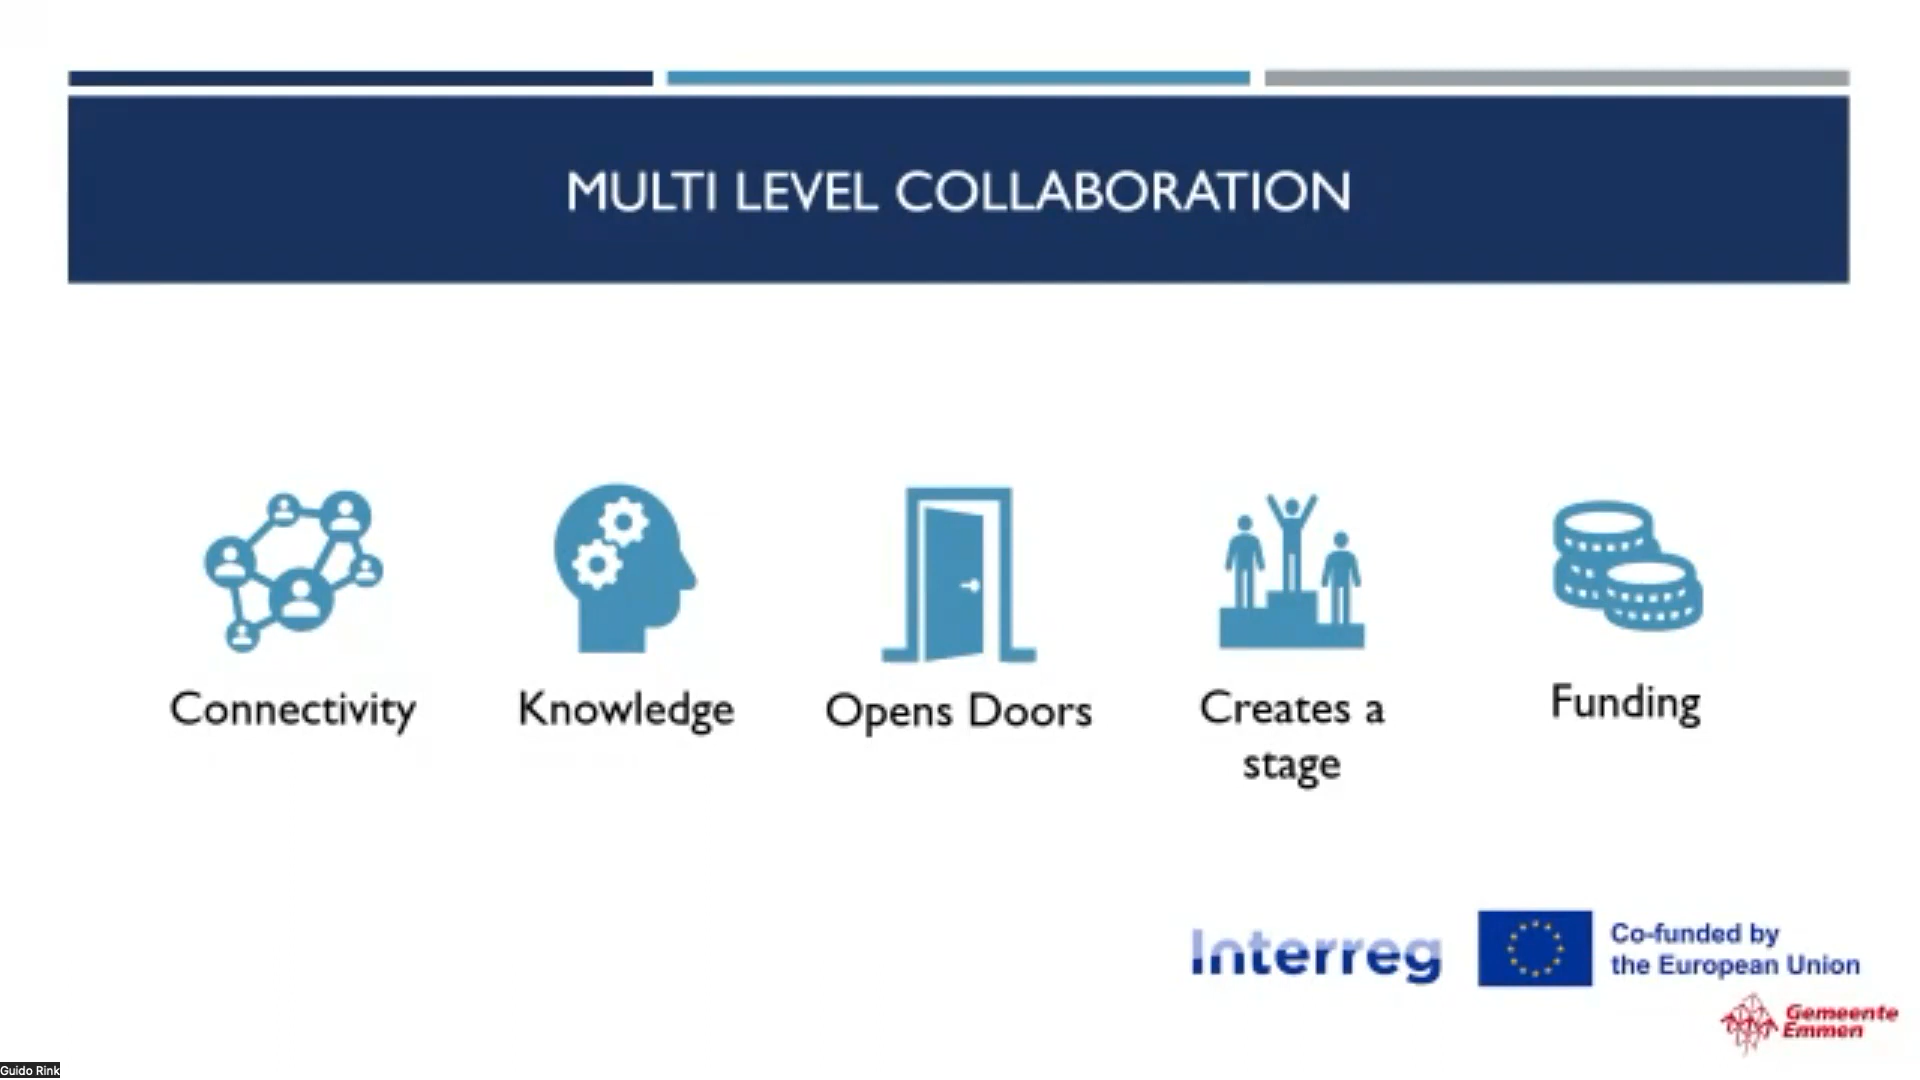 MULTI LEVEL COLLABORATION
Connectivity
Knowledge
Opens Doors
Creates a
stage
Funding
Interreg
Co-funded by
the European Union
Gemeente
Emmen
Guido Rink